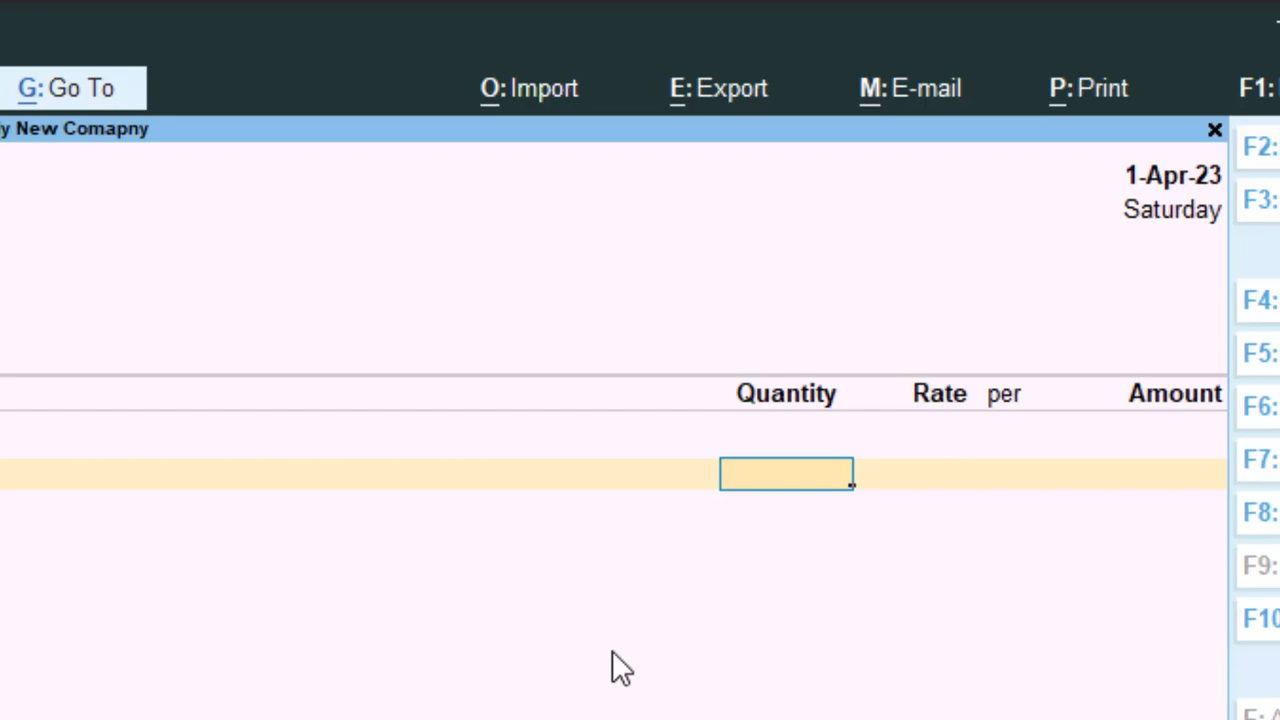 G: Go To O: Import E: Export M: E-mail P: Print F1:
y New Comapny
F2:
1-Apr-23
F3:
Saturday
F4:
F5:
Quantity Rate per Amount
F6:
F7:
F8:
F9:
F10